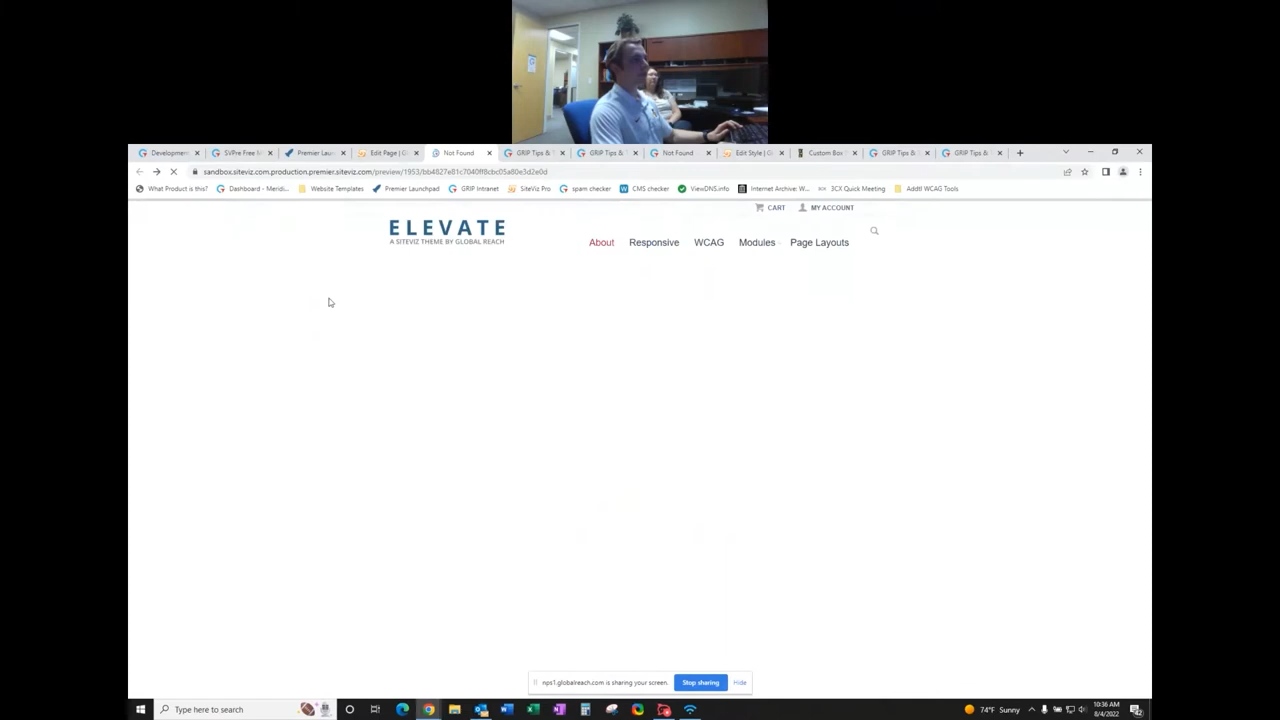 Development
SVPre Free M
Premier Lau
Edit Page | G
Not Found
GRIP Tips &
GRIP Tips &
Not Found
Edit Style | G
Custom Box
GRIP Tips &
GRIP Tips &
sandbox.siteviz.com.production.premier.siteviz.com/preview/1953/bb4827e81c7040ff8cbc05a80e3d2e0d
What Product is this?
Dashboard - Meridi...
Website Templates
Premier Launchpad
GRIP Intranet
SiteViz Pro
spam checker
CMS checker
ViewDNS.info
Internet Archive: W...
3CX Quick Meeting
Addtl WCAG Tools
CART
MY ACCOUNT
ELEVATE
A SITEVIZ THEME BY GLOBAL REACH
About
Responsive
WCAG
Modules
Page Layouts
nps1.globalreach.com is sharing your screen.
Stop sharing
Hide
Type here to search
74°F Sunny
10:36 AM
8/4/2022